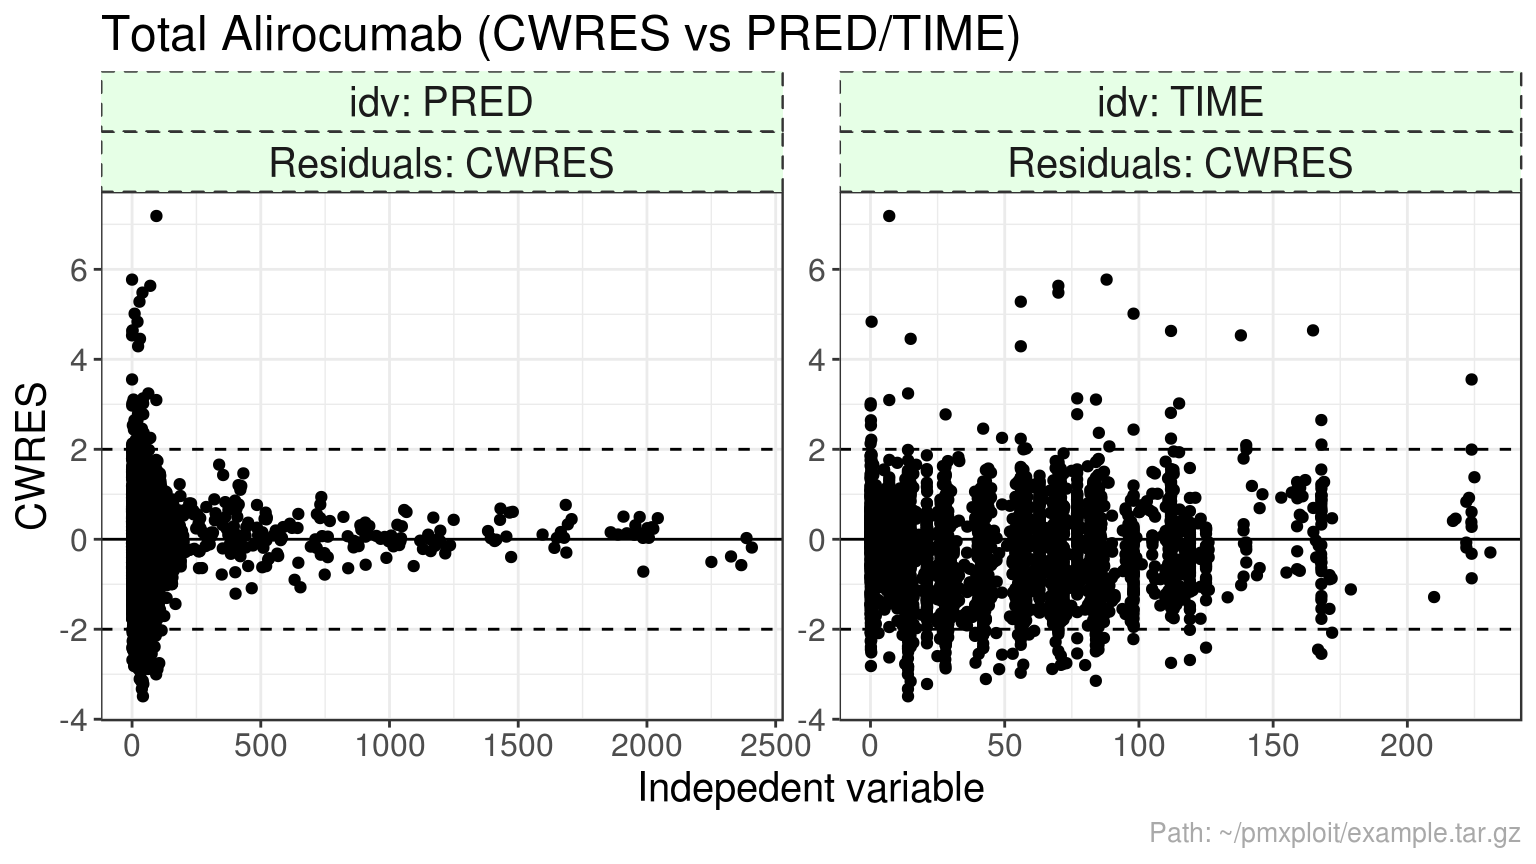 Total Alirocumab (CWRES vs PRED/TIME)
idv: PRED
idv: TIME
Residuals: CWRES
Residuals: CWRES
CWRES
6
4
2
0
-2
-4
6
4
2
0
-2
-4
0 500 1000 1500 2000 2500
0 50 100 150 200
Indepedent variable
Path: ~/pmxploit/example.tar.gz